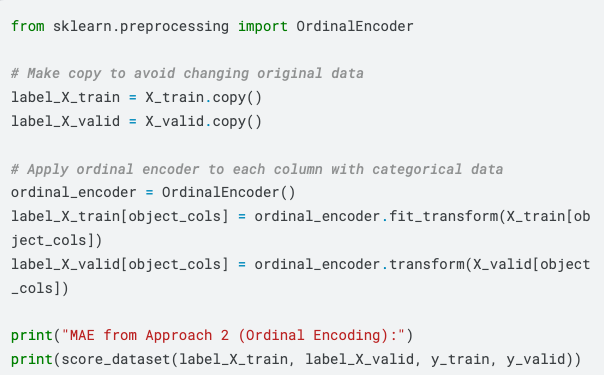 from sklearn.preprocessing import OrdinalEncoder
# Make copy to avoid changing original data
label_X_train = X_train.copy()
label_X_valid = X_valid.copy()
# Apply ordinal encoder to each column with categorical data
ordinal_encoder = OrdinalEncoder()
label_X_train[object_cols] = ordinal_encoder.fit_transform(X_train[ob
ject_cols])
label_X_valid[object_cols] = ordinal_encoder.transform(X_valid[object
_cols])
print("MAE from Approach 2 (Ordinal Encoding):")
print(score_dataset(label_X_train, label_X_valid, y_train, y_valid))